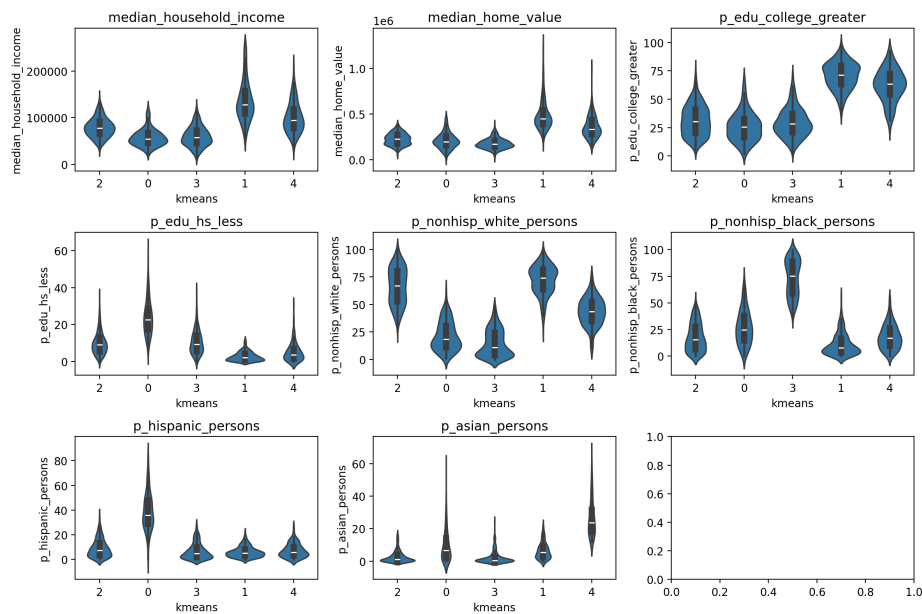 median_household_income
median_home_value
p_edu_college_greater
median_household_income
200000
100000
0
2 0 3 1 4
kmeans
1e6
median_home_value
1.0
0.5
0.0
2 0 3 1 4
kmeans
p_edu_college_greater
100
75
50
25
0
2 0 3 1 4
kmeans
p_edu_hs_less
p_nonhisp_white_persons
p_nonhisp_black_persons
p_edu_hs_less
60
40
20
0
2 0 3 1 4
kmeans
p_nonhisp_white_persons
100
75
50
25
0
2 0 3 1 4
kmeans
p_nonhisp_black_persons
100
75
50
25
0
2 0 3 1 4
kmeans
p_hispanic_persons
p_asian_persons
p_hispanic_persons
80
60
40
20
0
2 0 3 1 4
kmeans
p_asian_persons
60
40
20
0
2 0 3 1 4
kmeans
1.0
0.8
0.6
0.4
0.2
0.0
0.0 0.2 0.4 0.6 0.8 1.0